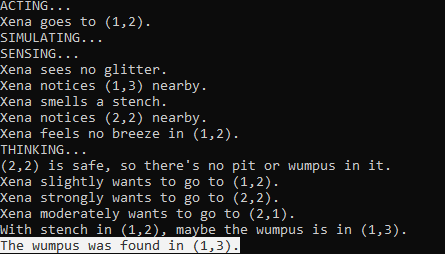 ACTING...
Xena goes to (1,2).
SIMULATING...
SENSING...
Xena sees no glitter.
Xena notices (1,3) nearby.
Xena smells a stench.
Xena notices (2,2) nearby.
Xena feels no breeze in (1,2).
THINKING...
(2,2) is safe, so there's no pit or wumpus in it.
Xena slightly wants to go to (1,2).
Xena strongly wants to go to (2,2).
Xena moderately wants to go to (2,1).
With stench in (1,2), maybe the wumpus is in (1,3).
The wumpus was found in (1,3).